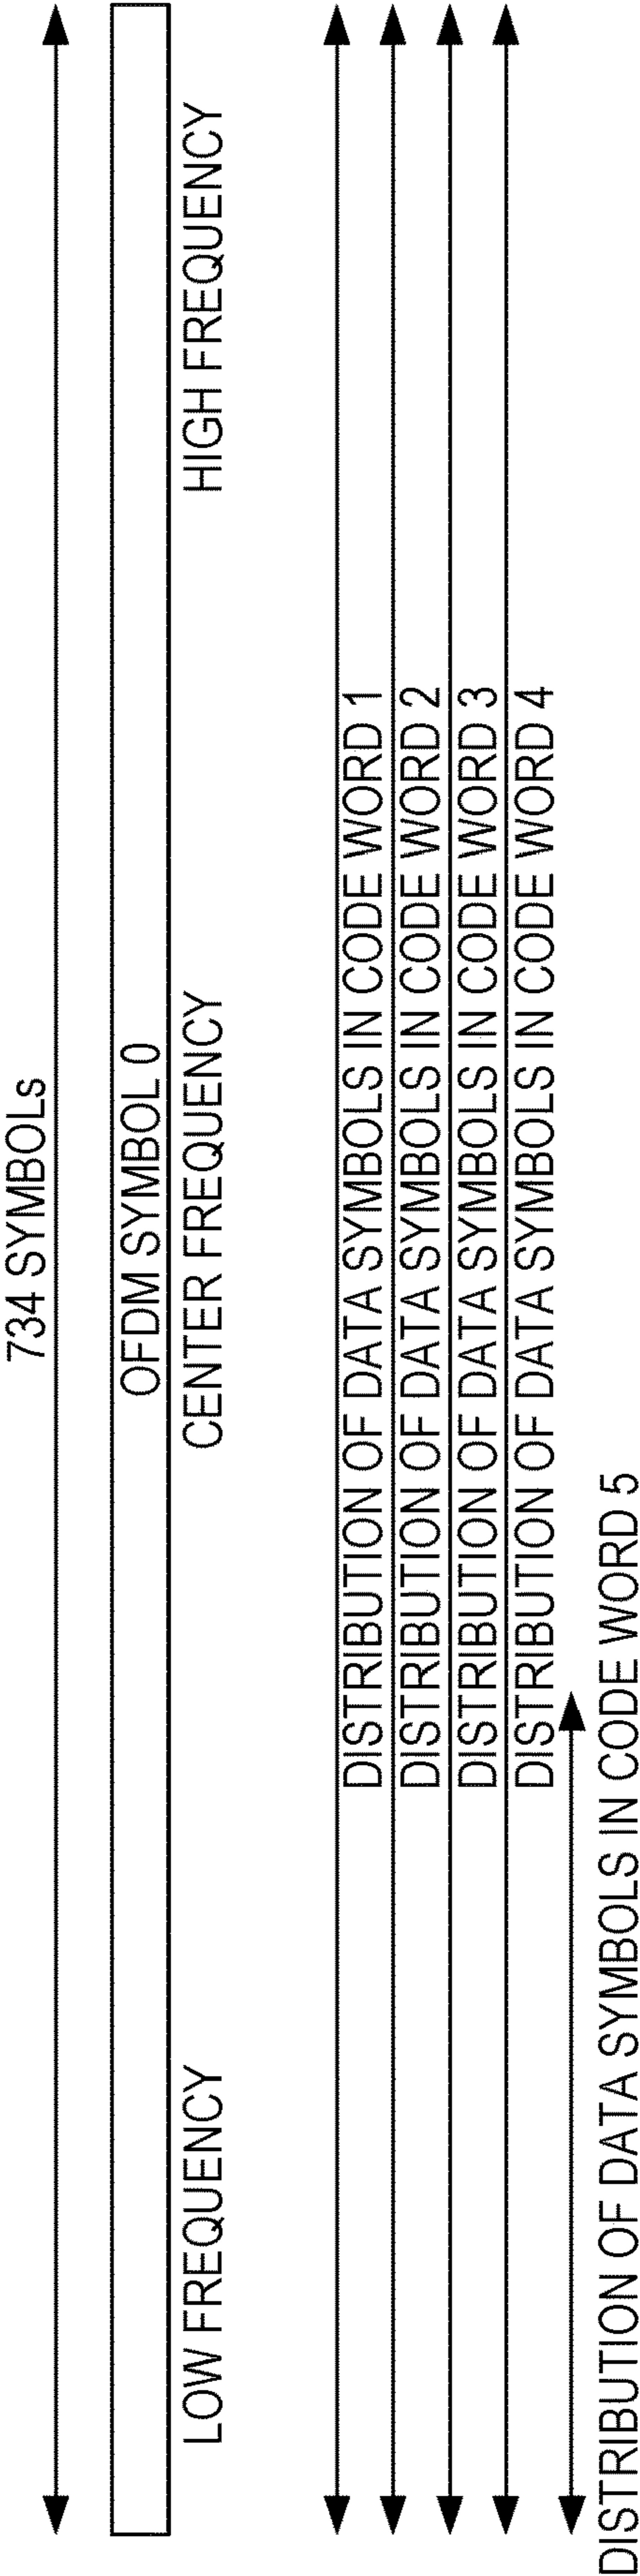 734 SYMBOLs
OFDM SYMBOL 0
LOW FREQUENCY
CENTER FREQUENCY
HIGH FREQUENCY
DISTRIBUTION OF DATA SYMBOLS IN CODE WORD 1
DISTRIBUTION OF DATA SYMBOLS IN CODE WORD 2
DISTRIBUTION OF DATA SYMBOLS IN CODE WORD 3
DISTRIBUTION OF DATA SYMBOLS IN CODE WORD 4
DISTRIBUTION OF DATA SYMBOLS IN CODE WORD 5